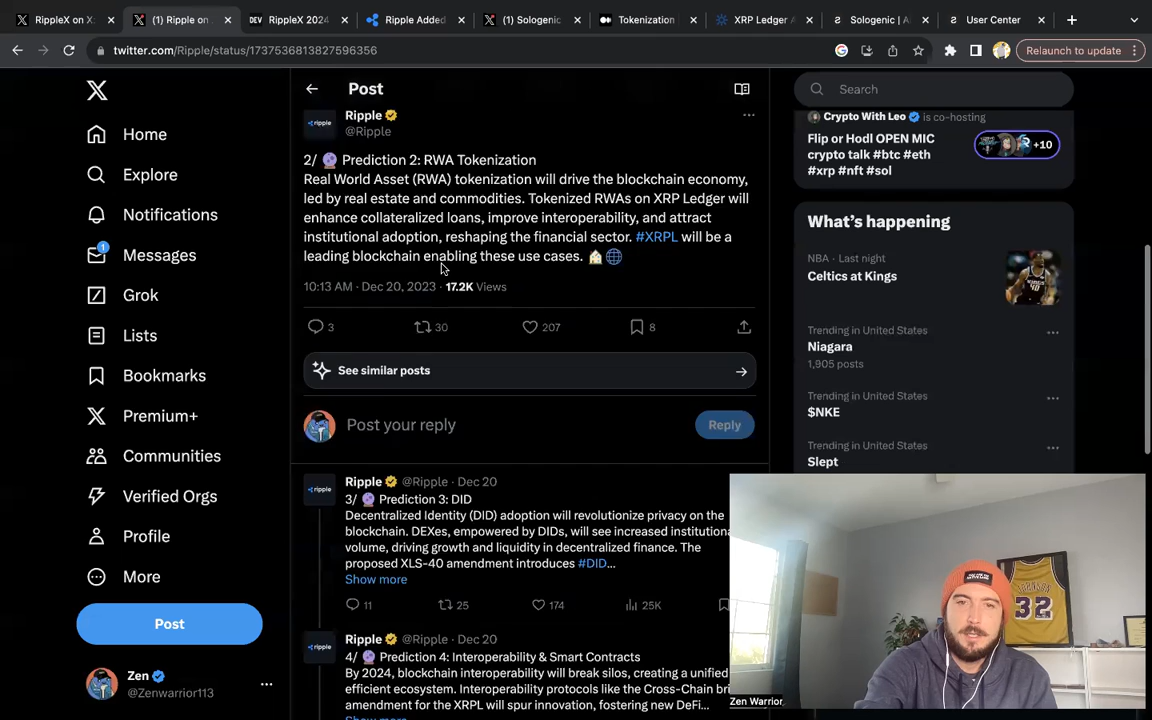 RippleX on X:
(1) Ripple on
DEV RippleX 2024
Ripple Added
(1) Sologenic
Tokenization
XRP Ledger A
Sologenic | A
User Center
twitter.com/Ripple/status/1737536813827596356
Relaunch to update
Home
Explore
Notifications
1
Messages
Grok
Lists
Bookmarks
Premium+
Communities
Verified Orgs
Profile
More
Post
Zen
@Zenwarrior113
Post
ripple
Ripple
@Ripple
2/ 🔮 Prediction 2: RWA Tokenization
Real World Asset (RWA) tokenization will drive the blockchain economy,
led by real estate and commodities. Tokenized RWAs on XRP Ledger will
enhance collateralized loans, improve interoperability, and attract
institutional adoption, reshaping the financial sector. #XRPL will be a
leading blockchain enabling these use cases. 🏠🌐
10:13 AM · Dec 20, 2023 · 17.2K Views
3 30 207 8
See similar posts
Post your reply
Reply
ripple
Ripple @Ripple · Dec 20
3/ 🔮 Prediction 3: DID
Decentralized Identity (DID) adoption will revolutionize privacy on the
blockchain. DEXes, empowered by DIDs, will see increased institutiona
volume, driving growth and liquidity in decentralized finance. The
proposed XLS-40 amendment introduces #DID...
Show more
11 25 174 25K
ripple
Ripple @Ripple · Dec 20
4/ 🔮 Prediction 4: Interoperability & Smart Contracts
By 2024, blockchain interoperability will break silos, creating a unified
efficient ecosystem. Interoperability protocols like the Cross-Chain bri
amendment for the XRPL will spur innovation, fostering new DeFi...
Show more
Search
Crypto With Leo is co-hosting
Flip or Hodl OPEN MIC
crypto talk #btc #eth
#xrp #nft #sol
+10
What's happening
NBA · Last night
Celtics at Kings
Trending in United States
Niagara
1,905 posts
Trending in United States
$NKE
Trending in United States
Slept
32
Zen Warrior